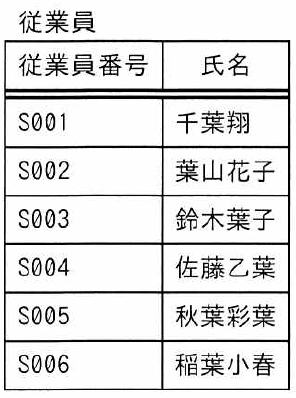 従業員
従業員番号 氏名
S001 千葉翔
S002 葉山花子
S003 鈴木葉子
S004 佐藤乙葉
S005 秋葉彩葉
S006 稲葉小春